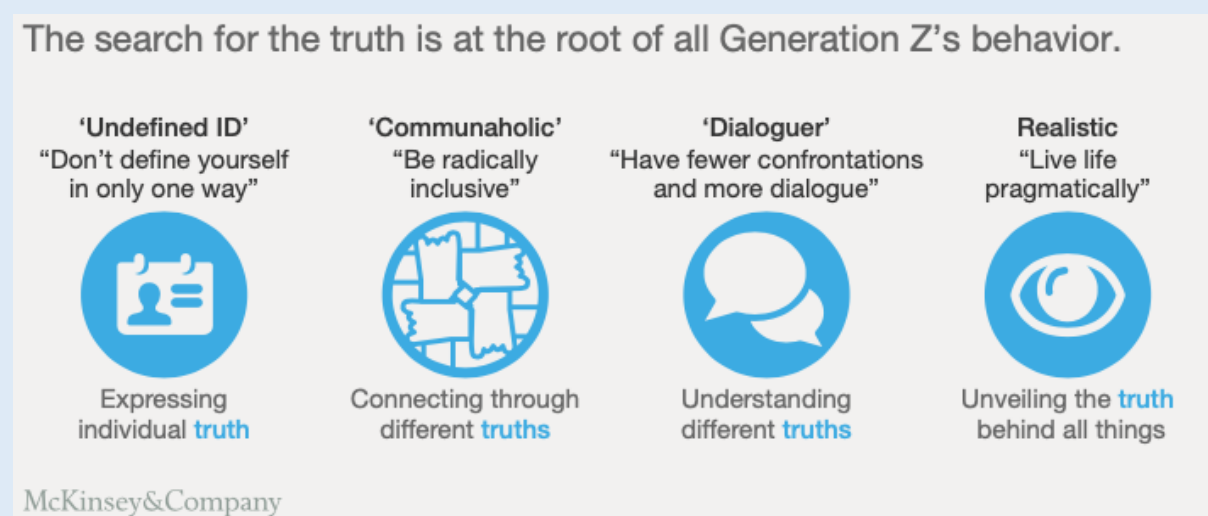 The search for the truth is at the root of all Generation Z’s behavior.
‘Undefined ID’
“Don’t define yourself
in only one way”
Expressing
individual truth
‘Communaholic’
“Be radically
inclusive”
Connecting through
different truths
‘Dialoguer’
“Have fewer confrontations
and more dialogue”
Understanding
different truths
Realistic
“Live life
pragmatically”
Unveiling the truth
behind all things
McKinsey&Company